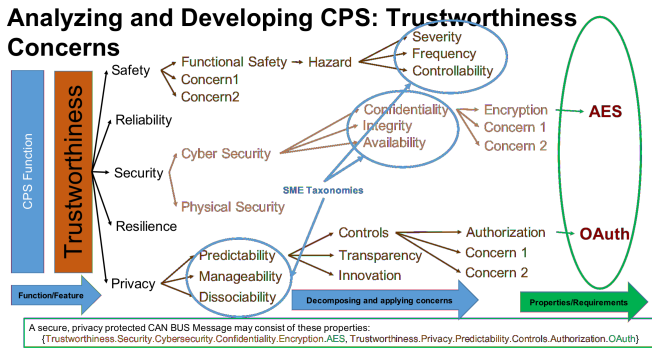 Analyzing and Developing CPS: Trustworthiness
Concerns
CPS Function
Trustworthiness
Safety
Functional Safety
Concern1
Concern2
Hazard
Severity
Frequency
Controllability
Reliability
Security
Cyber Security
Physical Security
Confidentiality
Integrity
Availability
Encryption
Concern 1
Concern 2
AES
SME Taxonomies
Resilience
Privacy
Predictability
Manageability
Dissociability
Controls
Transparency
Innovation
Authorization
Concern 1
Concern 2
OAuth
Function/Feature
Decomposing and applying concerns
Properties/Requirements
A secure, privacy protected CAN BUS Message may consist of these properties:
{Trustworthiness.Security.Cybersecurity.Confidentiality.Encryption.AES, Trustworthiness.Privacy.Predictability.Controls.Authorization.OAuth}